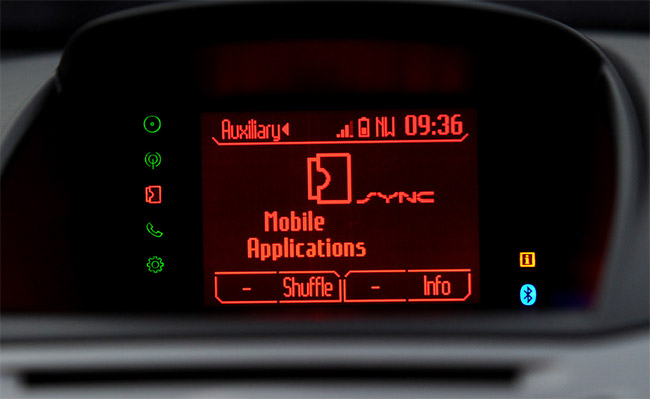 Auxiliary NW 09:36
SYNC
Mobile
Applications
- Shuffle - Info
i